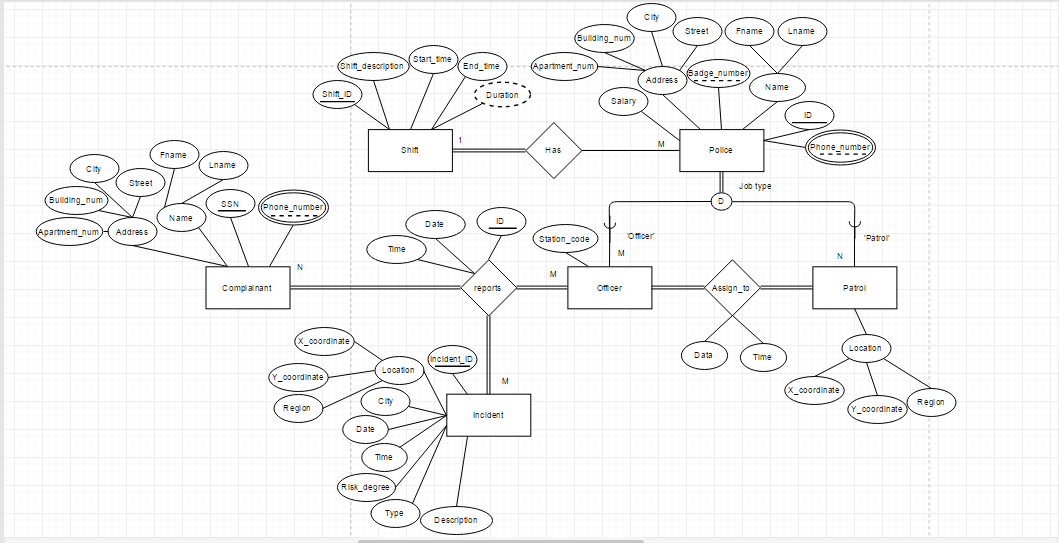 City
Building_num
Street
Fname
Lname
Shift_description
Start_time
End_time
Apartment_num
Address
Badge_number
Name
Shift_ID
Duration
Salary
ID
Shift
1
Has
M
Police
Phone_number
Fname
City
Lname
Street
Job type
Building_num
SSN
Phone_number
D
Apartment_num
Address
Name
Date
ID
Station_code
'Officer'
'Patrol'
Time
M
N
N
M
Complainant
reports
Officer
Assign_to
Patrol
X_coordinate
Incident_ID
Data
Time
Location
Location
Y_coordinate
M
X_coordinate
Region
City
Y_coordinate
Region
Incident
Date
Time
Risk_degree
Type
Description